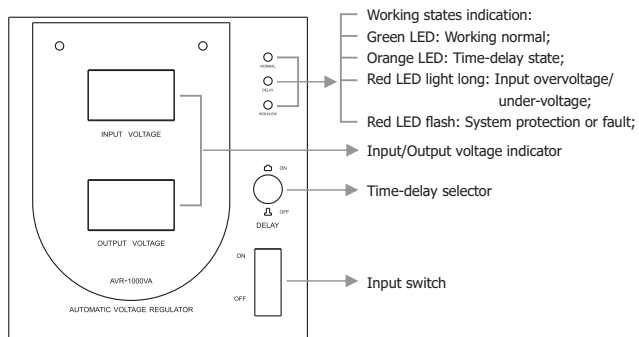 Working states indication:
Green LED: Working normal;
Orange LED: Time-delay state;
Red LED light long: Input overvoltage/
under-voltage;
Red LED flash: System protection or fault;
NORMAL
DELAY
HIGH/LOW
INPUT VOLTAGE
Input/Output voltage indicator
ON
Time-delay selector
OFF
DELAY
OUTPUT VOLTAGE
ON
AVR-1000VA
Input switch
OFF
AUTOMATIC VOLTAGE REGULATOR